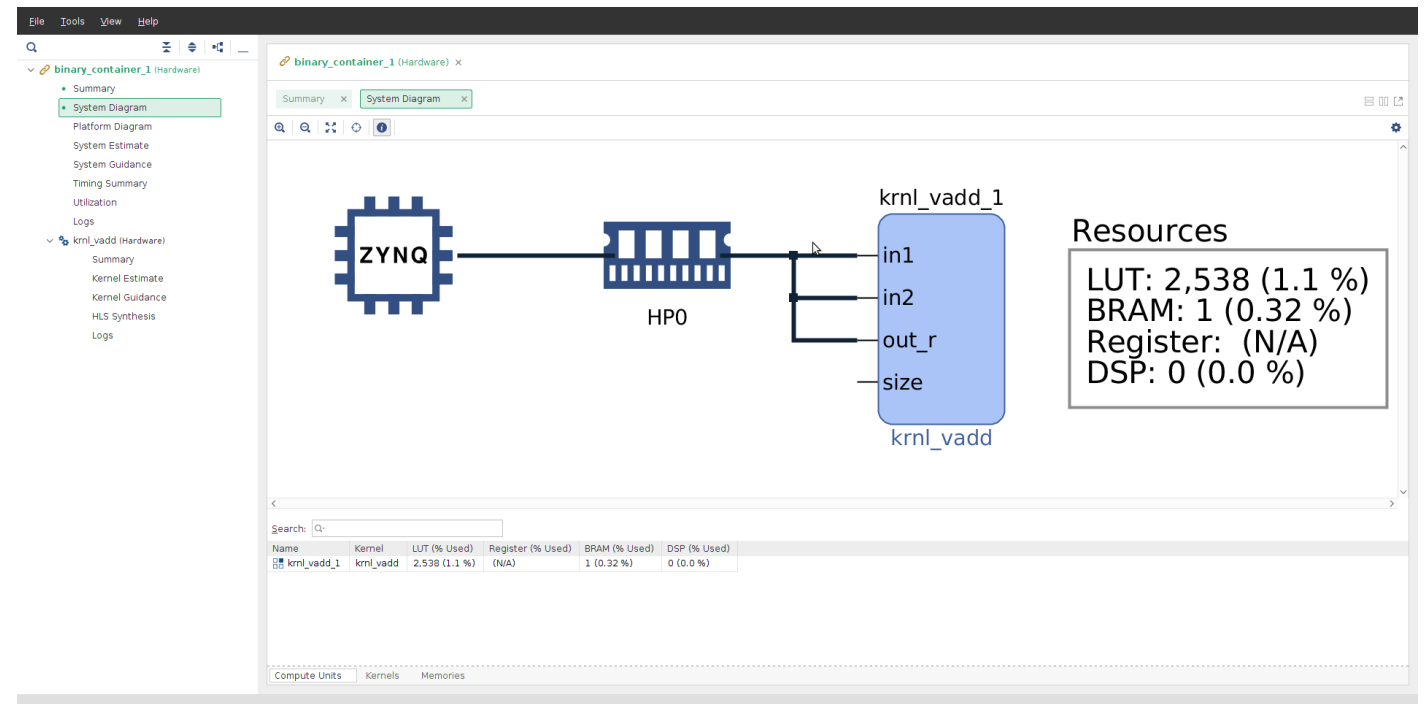 File Tools View Help
binary_container_1 (Hardware)
Summary
System Diagram
Platform Diagram
System Estimate
System Guidance
Timing Summary
Utilization
Logs
krnl_vadd (Hardware)
Summary
Kernel Estimate
Kernel Guidance
HLS Synthesis
Logs
binary_container_1 (Hardware) ×
Summary × System Diagram ×
ZYNQ
HP0
krnl_vadd_1
in1
in2
out_r
size
krnl_vadd
Resources
LUT: 2,538 (1.1 %)
BRAM: 1 (0.32 %)
Register: (N/A)
DSP: 0 (0.0 %)
Search:
Name Kernel LUT (% Used) Register (% Used) BRAM (% Used) DSP (% Used)
krnl_vadd_1 krnl_vadd 2,538 (1.1 %) (N/A) 1 (0.32 %) 0 (0.0 %)
Compute Units Kernels Memories